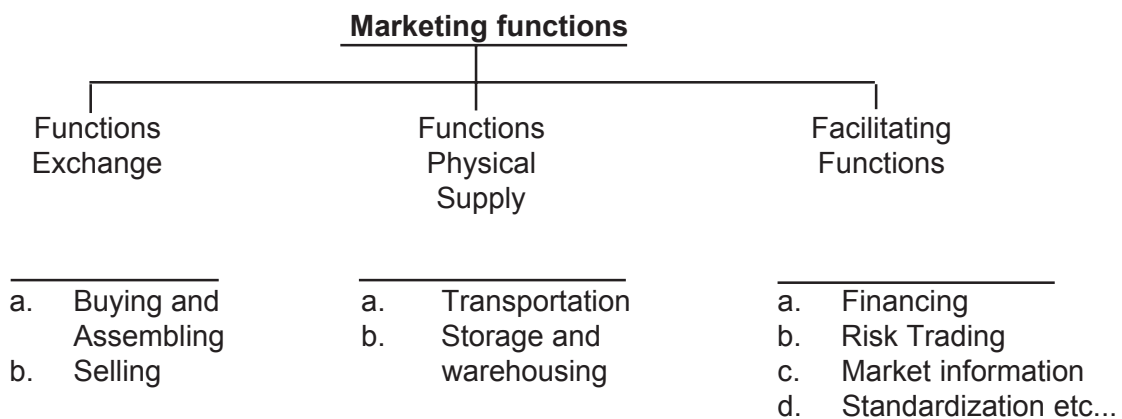 Marketing functions
Functions
Exchange
Functions
Physical
Supply
Facilitating
Functions
a. Buying and
Assembling
b. Selling
a. Transportation
b. Storage and
warehousing
a. Financing
b. Risk Trading
c. Market information
d. Standardization etc...